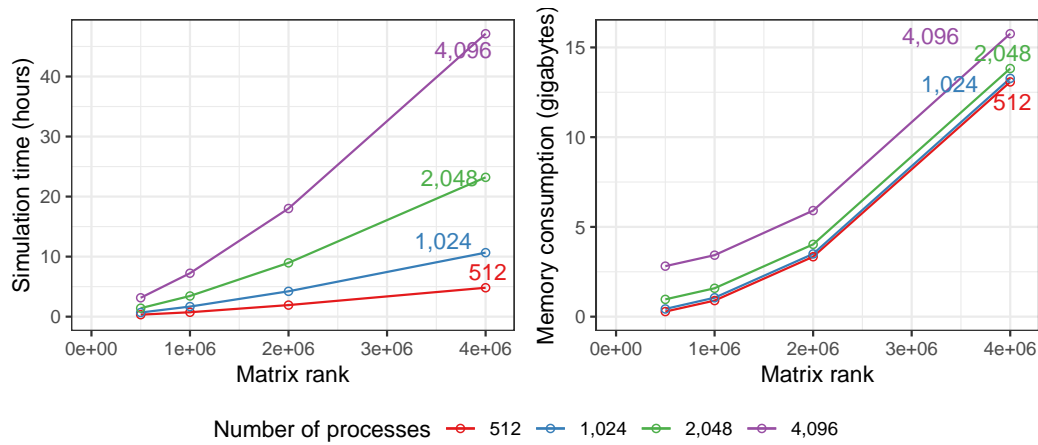 Simulation time (hours)
40
30
20
10
0
4,096
2,048
1,024
512
0e+00 1e+06 2e+06 3e+06 4e+06
Matrix rank
Memory consumption (gigabytes)
15
10
5
0
4,096
2,048
1,024
512
0e+00 1e+06 2e+06 3e+06 4e+06
Matrix rank
Number of processes 512 1,024 2,048 4,096